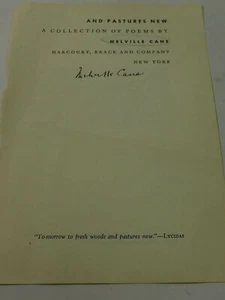 AND PASTURES NEW
A COLLECTION OF POEMS BY
MELVILLE CANE
HARCOURT, BRACE AND COMPANY
NEW YORK
Melville Cane
"To-morrow to fresh woods and pastures new."—LYCIDAS